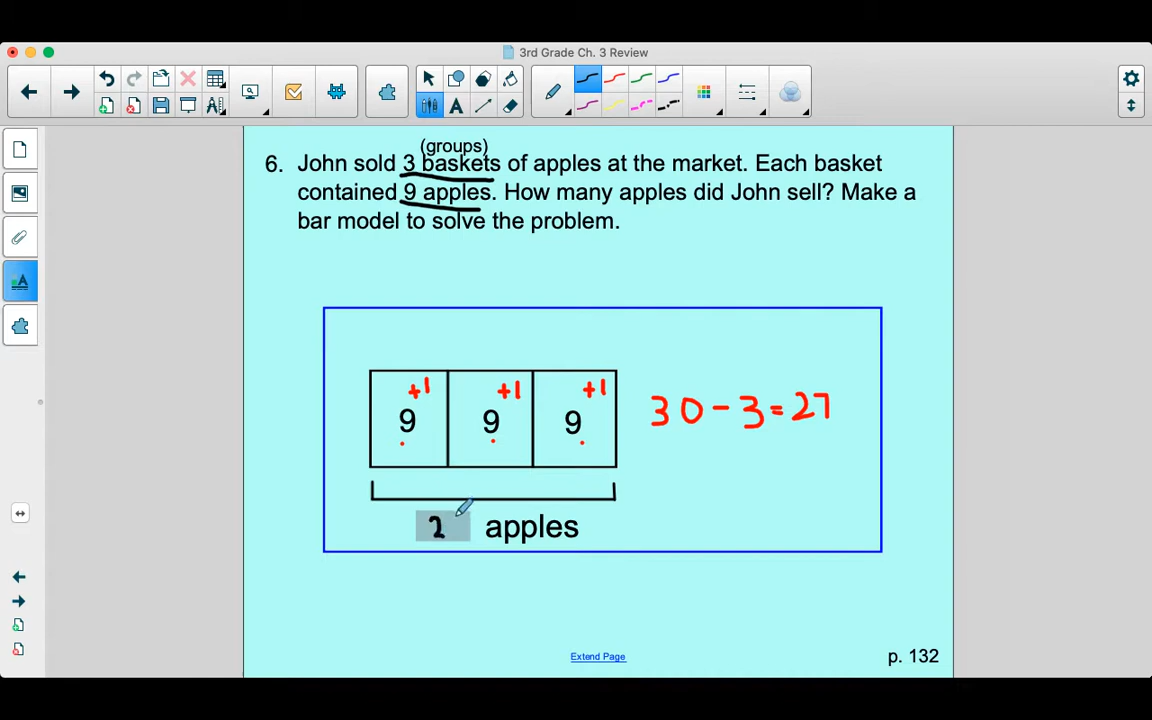 3rd Grade Ch. 3 Review
(groups)
6. John sold 3 baskets of apples at the market. Each basket
contained 9 apples. How many apples did John sell? Make a
bar model to solve the problem.
+1 +1 +1
9 9 9
30-3=27
2 apples
Extend Page
p. 132